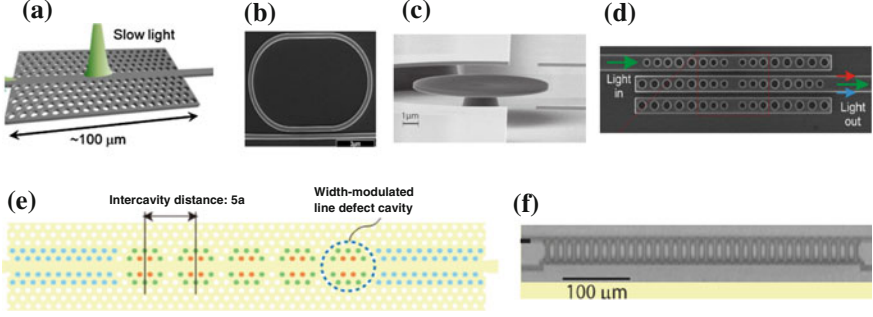 (a)
Slow light
~100 μm
(b)
(c)
1μm
(d)
Light
in
Light
out
(e)
Intercavity distance: 5a
Width-modulated
line defect cavity
(f)
100 μm